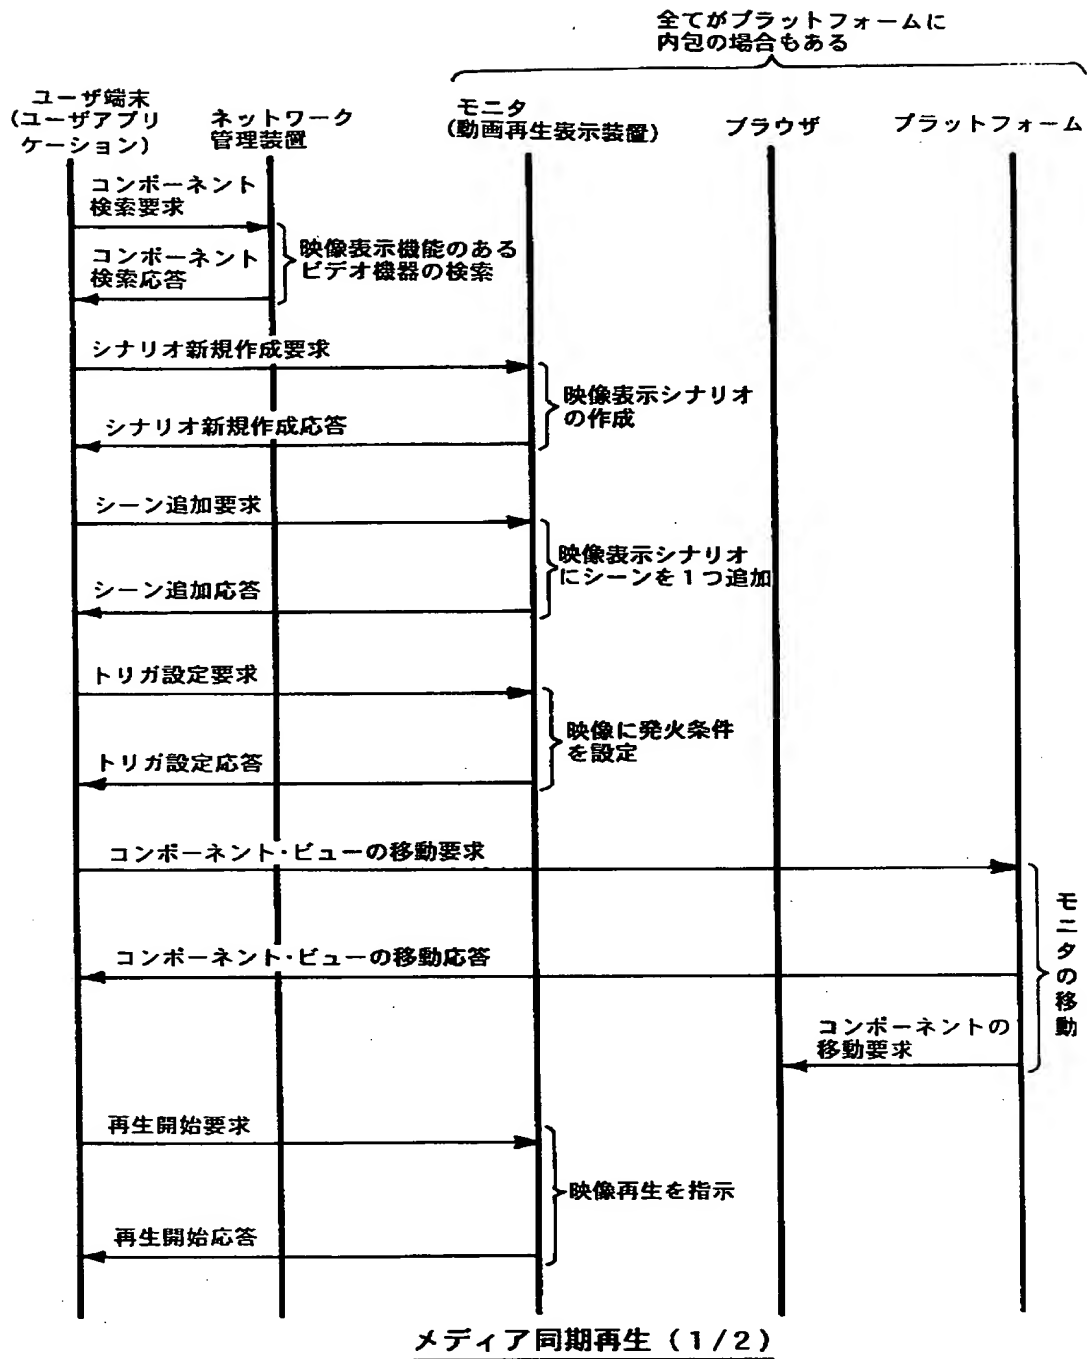 全てがプラットフォームに
内包の場合もある
ユーザ端末
(ユーザアプリ
ケーション)
ネットワーク
管理装置
モニタ
(動画再生表示装置)
ブラウザ
プラットフォーム
コンポーネント
検索要求
コンポーネント
検索応答
映像表示機能のある
ビデオ機器の検索
シナリオ新規作成要求
シナリオ新規作成応答
映像表示シナリオ
の作成
シーン追加要求
シーン追加応答
映像表示シナリオ
にシーンを1つ追加
トリガ設定要求
トリガ設定応答
映像に発火条件
を設定
コンポーネント・ビューの移動要求
コンポーネント・ビューの移動応答
コンポーネントの
移動要求
モニタの移動
再生開始要求
再生開始応答
映像再生を指示
メディア同期再生 (1/2)